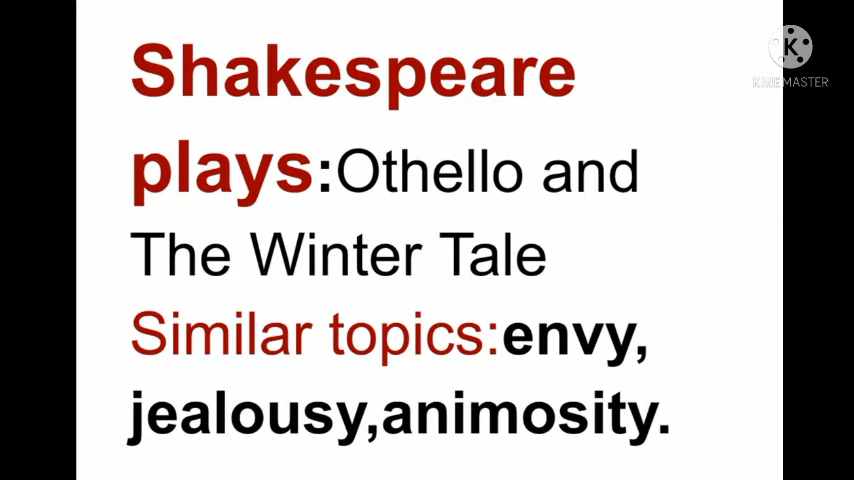 Shakespeare
plays:Othello and
The Winter Tale
Similar topics:envy,
jealousy,animosity.
K
KINEMASTER